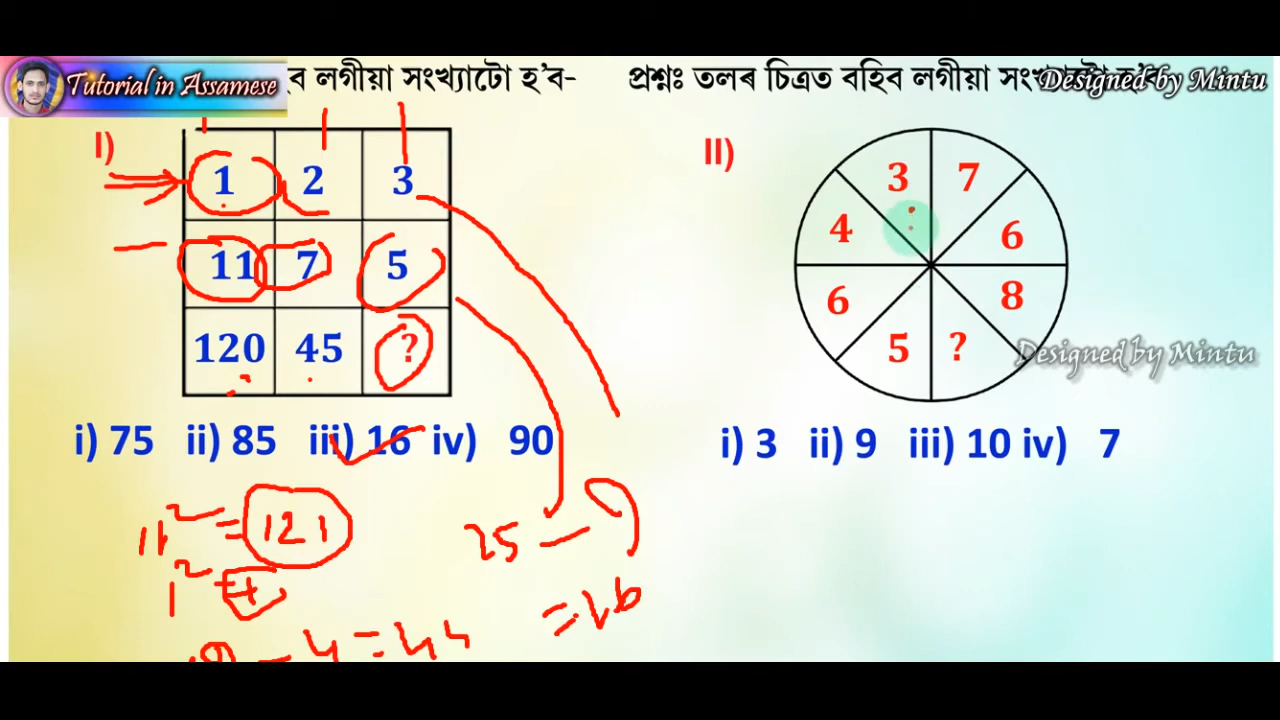 Tutorial in Assamese
লগীয়া সংখ্যাটো হ'ব-
প্ৰশ্নঃ তলৰ চিত্ৰত বহিব লগীয়া
Designed by Mintu
I)
1 2 3
11 7 5
120 45 ?
i) 75 ii) 85 iii) 16 iv) 90
11² = 121
1² =
25 –
= 16
– 4 = 45
II)
3 7
4 6
6 8
5 ?
Designed by Mintu
i) 3 ii) 9 iii) 10 iv) 7